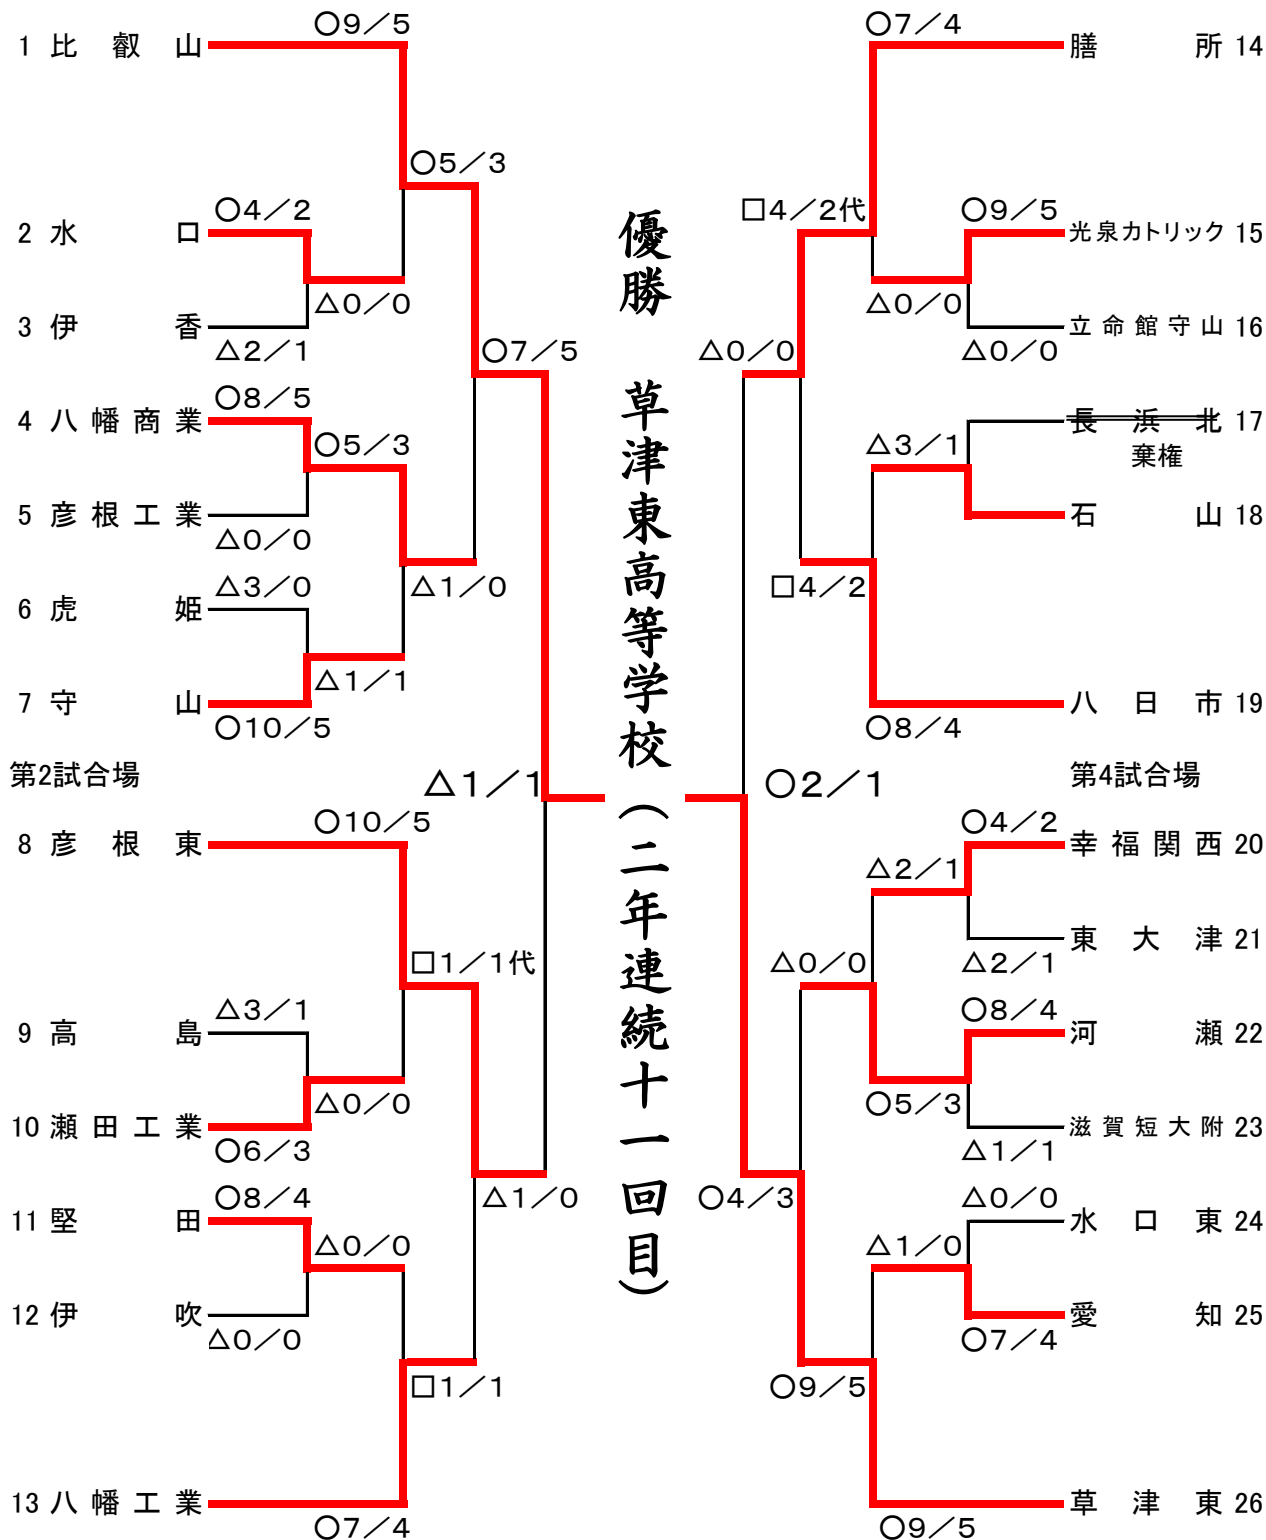 ○9／5
1 比叡山
○5／3
○4／2
2 水口
△0／0
3 伊香
△2／1
○7／5
○8／5
4 八幡商業
○5／3
5 彦根工業
△0／0
△3／0
△1／0
6 虎姫
△1／1
7 守山
○10／5
第2試合場
△1／1
○10／5
8 彦根東
□1／1代
△3／1
9 高島
△0／0
10 瀬田工業
○6／3
△1／0
○8／4
11 堅田
△0／0
12 伊吹
△0／0
□1／1
13 八幡工業
○7／4
優勝 草津東高等学校（二年連続十一回目）
○7／4
膳所 14
□4／2代
○9／5
光泉カトリック 15
△0／0
立命館守山 16
△0／0
△0／0
長浜北 17
△3／1
棄権
石山 18
□4／2
八日市 19
○8／4
第4試合場
○2／1
○4／2
幸福関西 20
△2／1
東大津 21
△2／1
△0／0
○8／4
河瀬 22
○5／3
滋賀短大附 23
△1／1
○4／3
△0／0
水口東 24
△1／0
愛知 25
○7／4
○9／5
草津東 26
○9／5